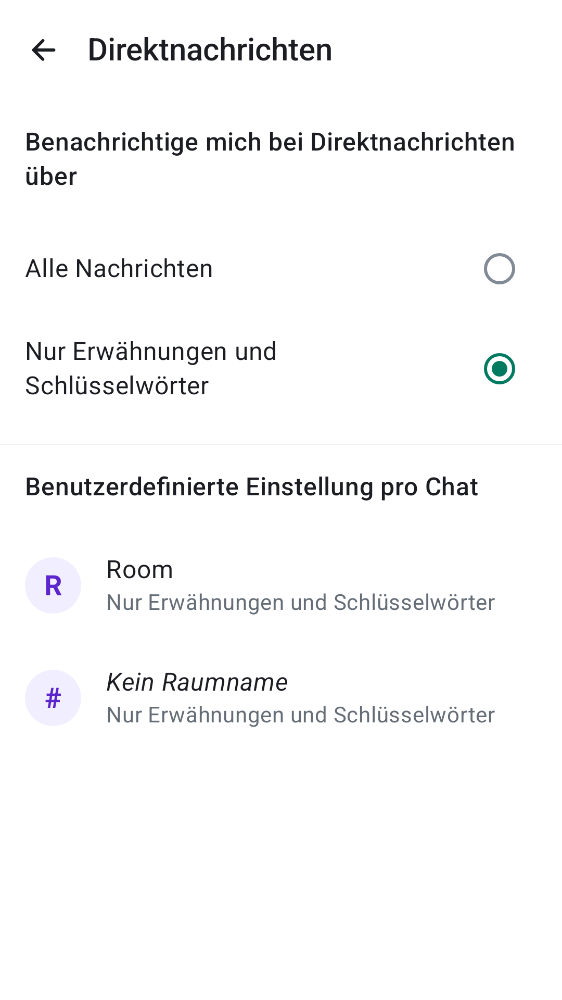 Direktnachrichten
Benachrichtige mich bei Direktnachrichten
über
Alle Nachrichten
Nur Erwähnungen und
Schlüsselwörter
Benutzerdefinierte Einstellung pro Chat
R
Room
Nur Erwähnungen und Schlüsselwörter
#
Kein Raumname
Nur Erwähnungen und Schlüsselwörter